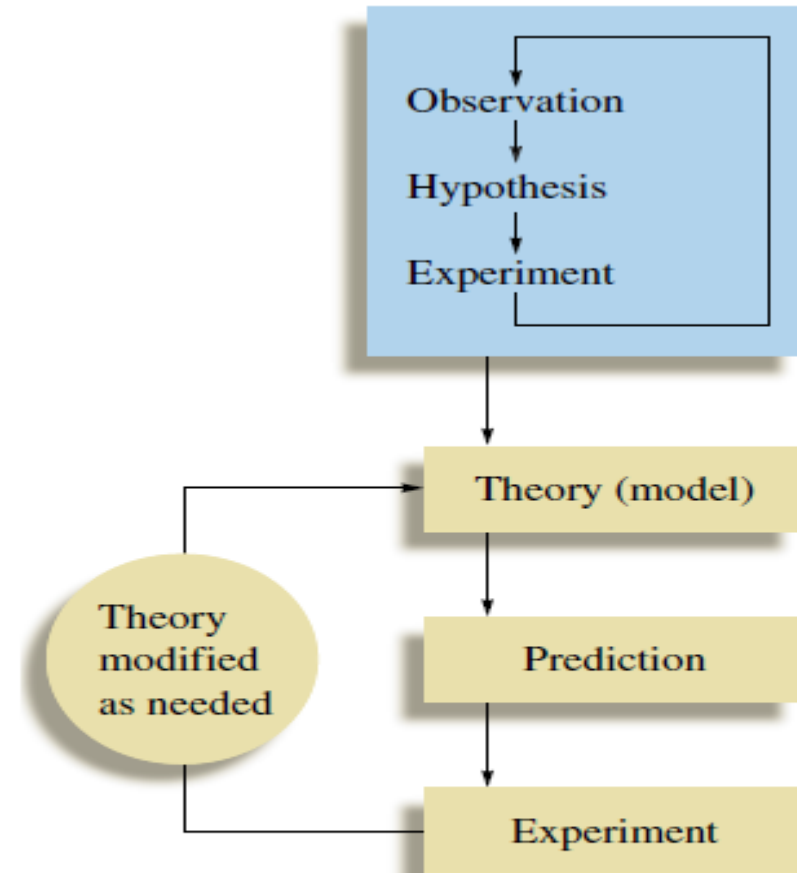 Observation
Hypothesis
Experiment
Theory (model)
Prediction
Theory
modified
as needed
Experiment